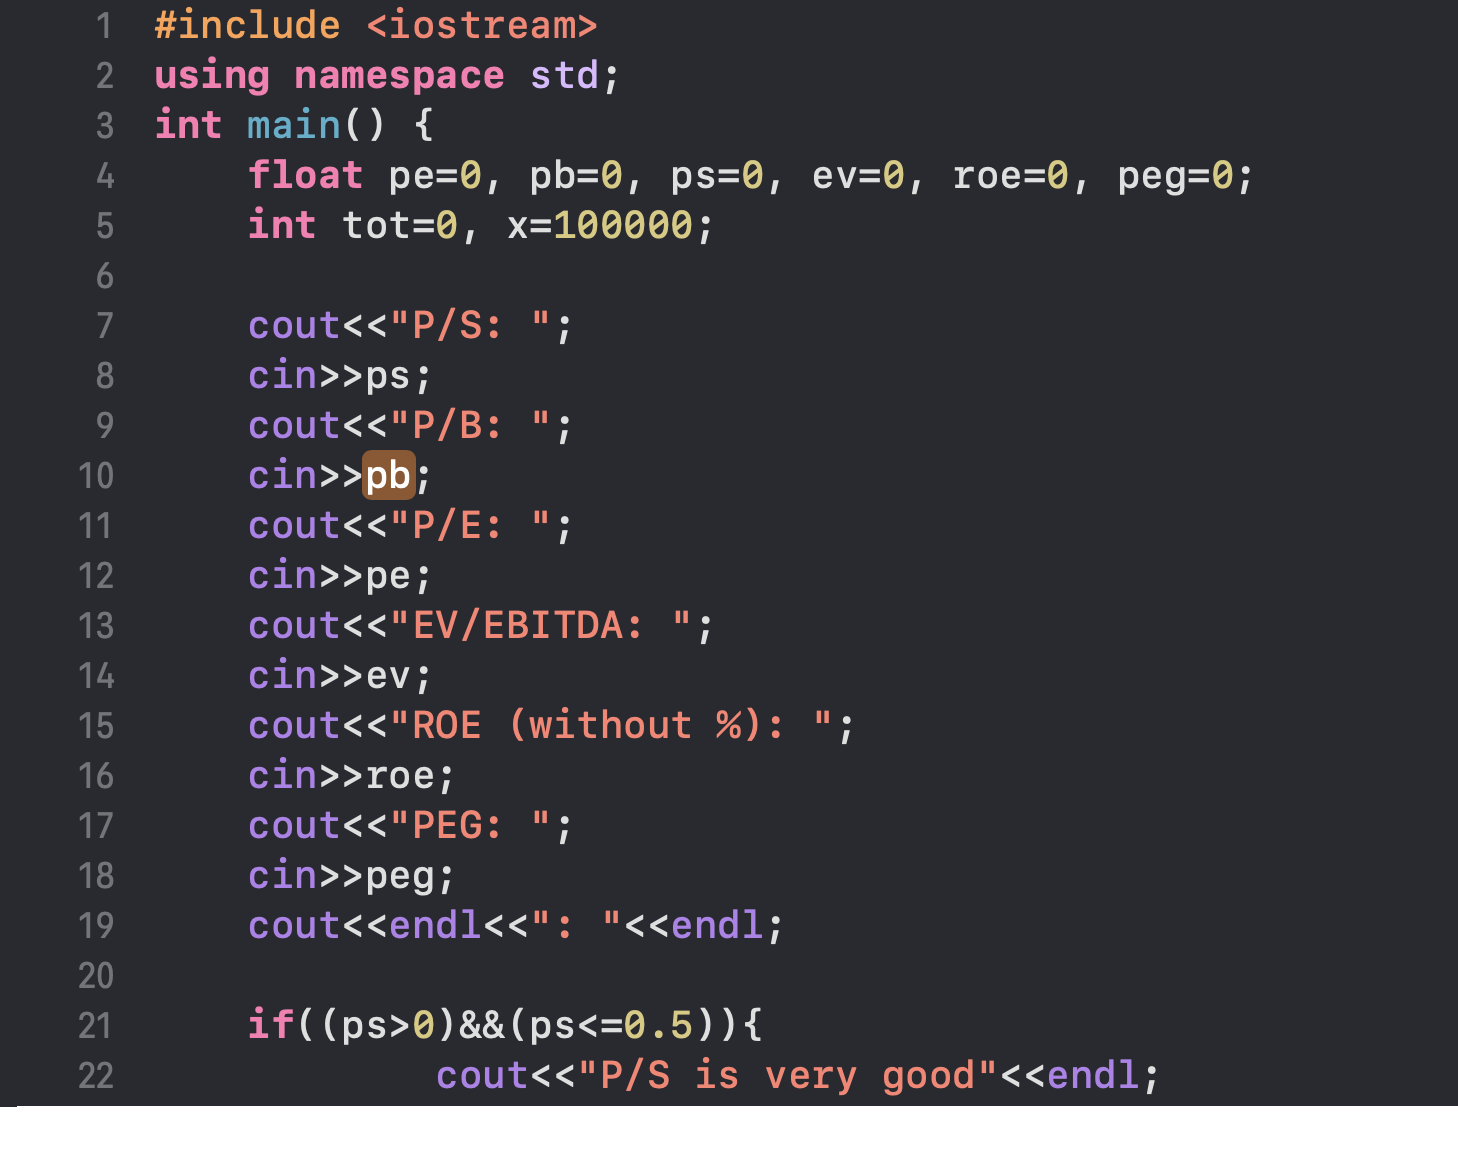 1 #include <iostream>
2 using namespace std;
3 int main() {
4 float pe=0, pb=0, ps=0, ev=0, roe=0, peg=0;
5 int tot=0, x=100000;
6
7 cout<<"P/S: ";
8 cin>>ps;
9 cout<<"P/B: ";
10 cin>>pb;
11 cout<<"P/E: ";
12 cin>>pe;
13 cout<<"EV/EBITDA: ";
14 cin>>ev;
15 cout<<"ROE (without %): ";
16 cin>>roe;
17 cout<<"PEG: ";
18 cin>>peg;
19 cout<<endl<<": "<<endl;
20
21 if((ps>0)&&(ps<=0.5)){
22 cout<<"P/S is very good"<<endl;